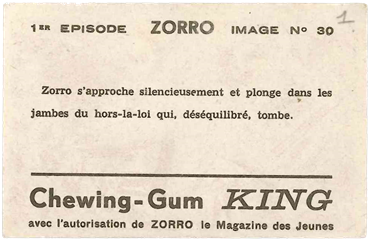 1ER EPISODE ZORRO IMAGE No 30 1
Zorro s'approche silencieusement et plonge dans les
jambes du hors-la-loi qui, déséquilibré, tombe.
Chewing-Gum KING
avec l'autorisation de ZORRO le Magazine des Jeunes